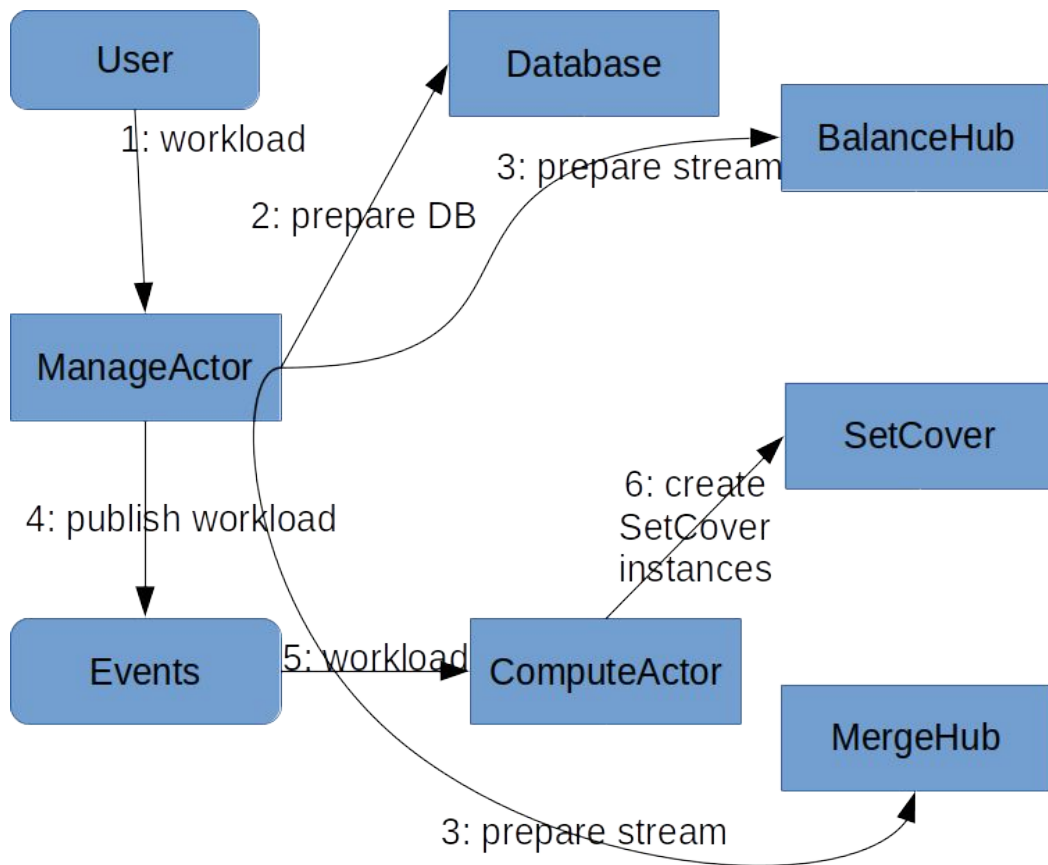 User
Database
1: workload
BalanceHub
3: prepare stream
2: prepare DB
ManageActor
SetCover
6: create
SetCover
instances
4: publish workload
Events
5: workload
ComputeActor
MergeHub
3: prepare stream